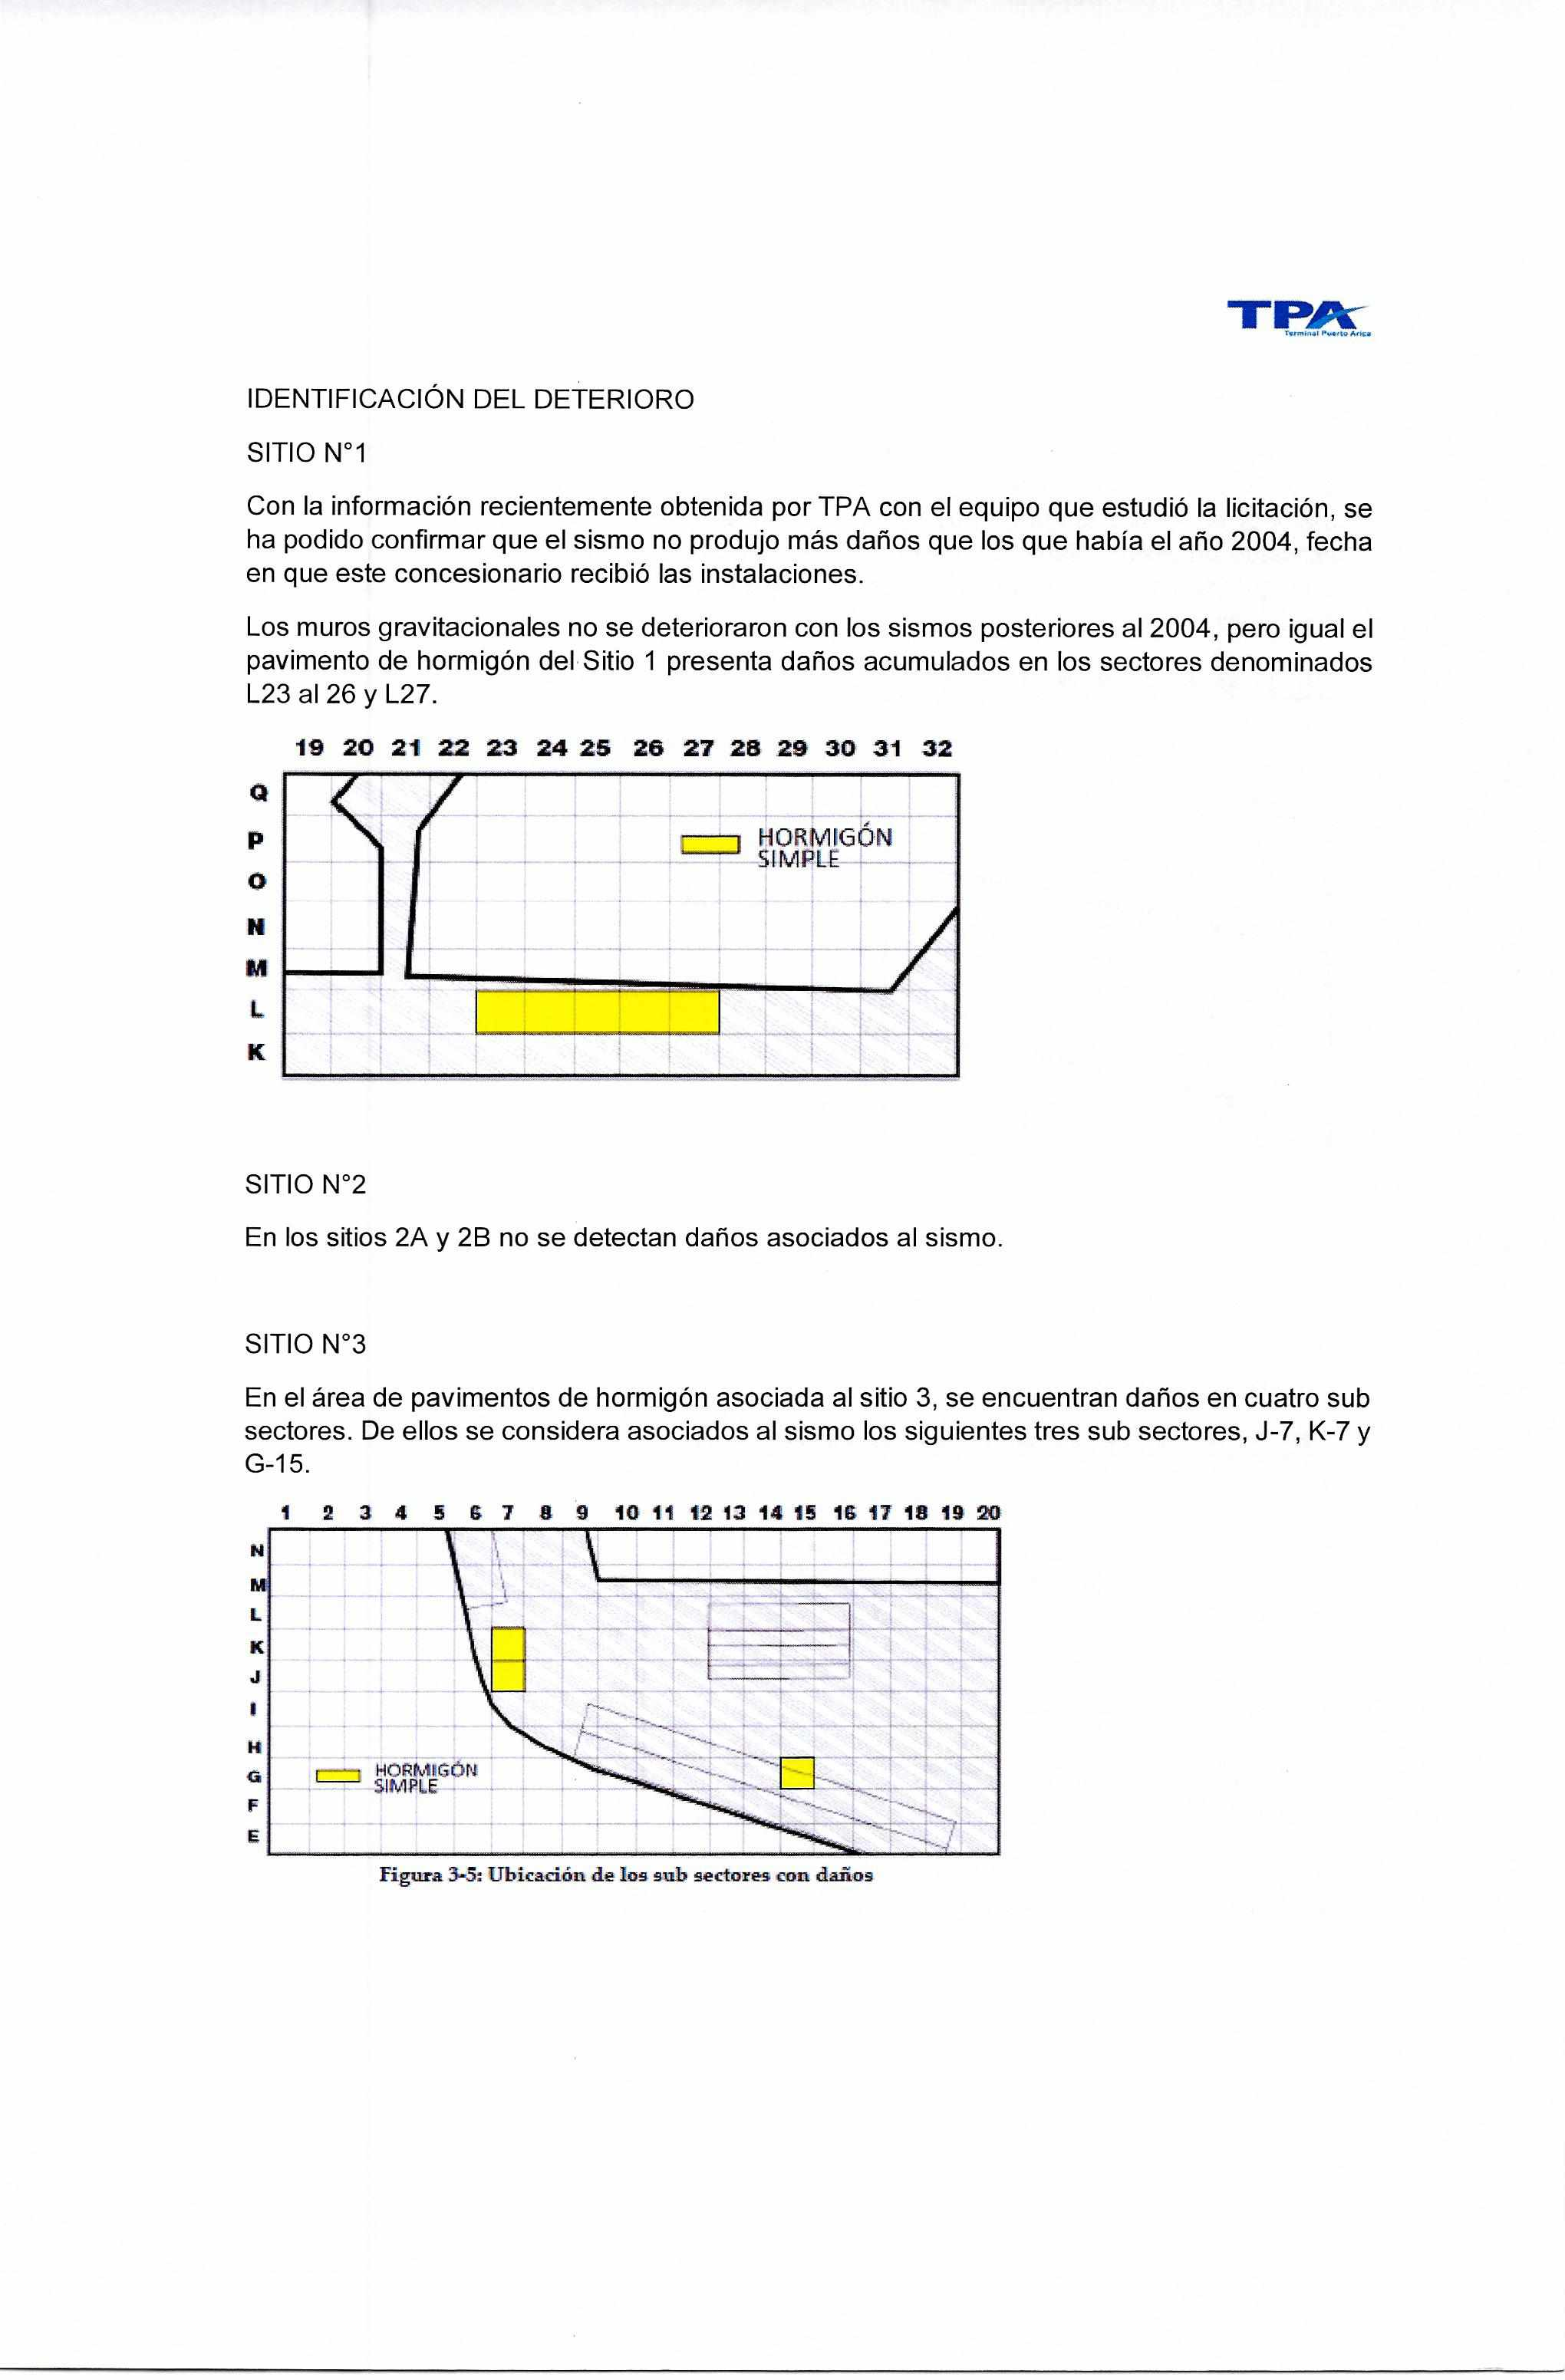 TPA
Terminal Puerto Arica
IDENTIFICACIÓN DEL DETERIORO
SITIO N°1
Con la información recientemente obtenida por TPA con el equipo que estudió la licitación, se
ha podido confirmar que el sismo no produjo más daños que los que había el año 2004, fecha
en que este concesionario recibió las instalaciones.
Los muros gravitacionales no se deterioraron con los sismos posteriores al 2004, pero igual el
pavimento de hormigón del Sitio 1 presenta daños acumulados en los sectores denominados
L23 al 26 y L27.
19 20 21 22 23 24 25 26 27 28 29 30 31 32
Q
P
HORMIGÓN
SIMPLE
O
N
M
L
K
SITIO N°2
En los sitios 2A y 2B no se detectan daños asociados al sismo.
SITIO N°3
En el área de pavimentos de hormigón asociada al sitio 3, se encuentran daños en cuatro sub
sectores. De ellos se considera asociados al sismo los siguientes tres sub sectores, J-7, K-7 y
G-15.
1 2 3 4 5 6 7 8 9 10 11 12 13 14 15 16 17 18 19 20
N
M
L
K
J
I
H
G
HORMIGÓN
SIMPLE
F
E
Figura 3-5: Ubicación de los sub sectores con daños